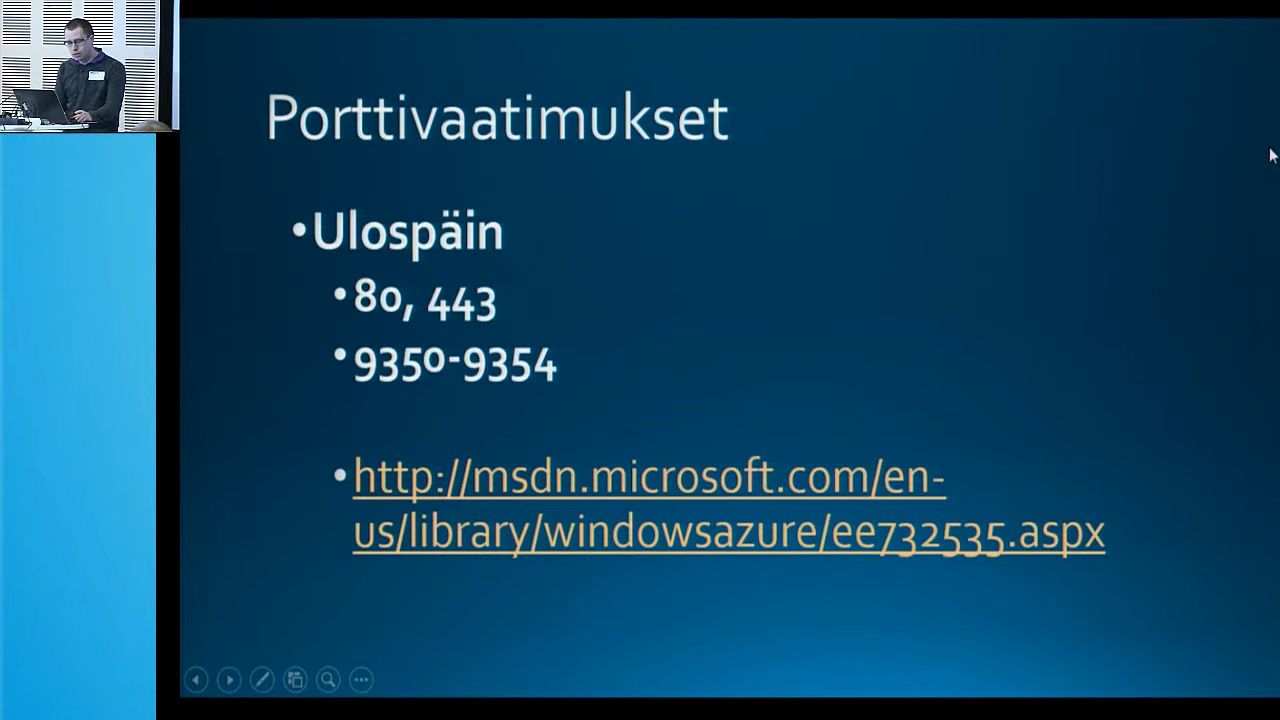 Porttivaatimukset
•Ulospäin
•80, 443
•9350-9354
•http://msdn.microsoft.com/en-
us/library/windowsazure/ee732535.aspx